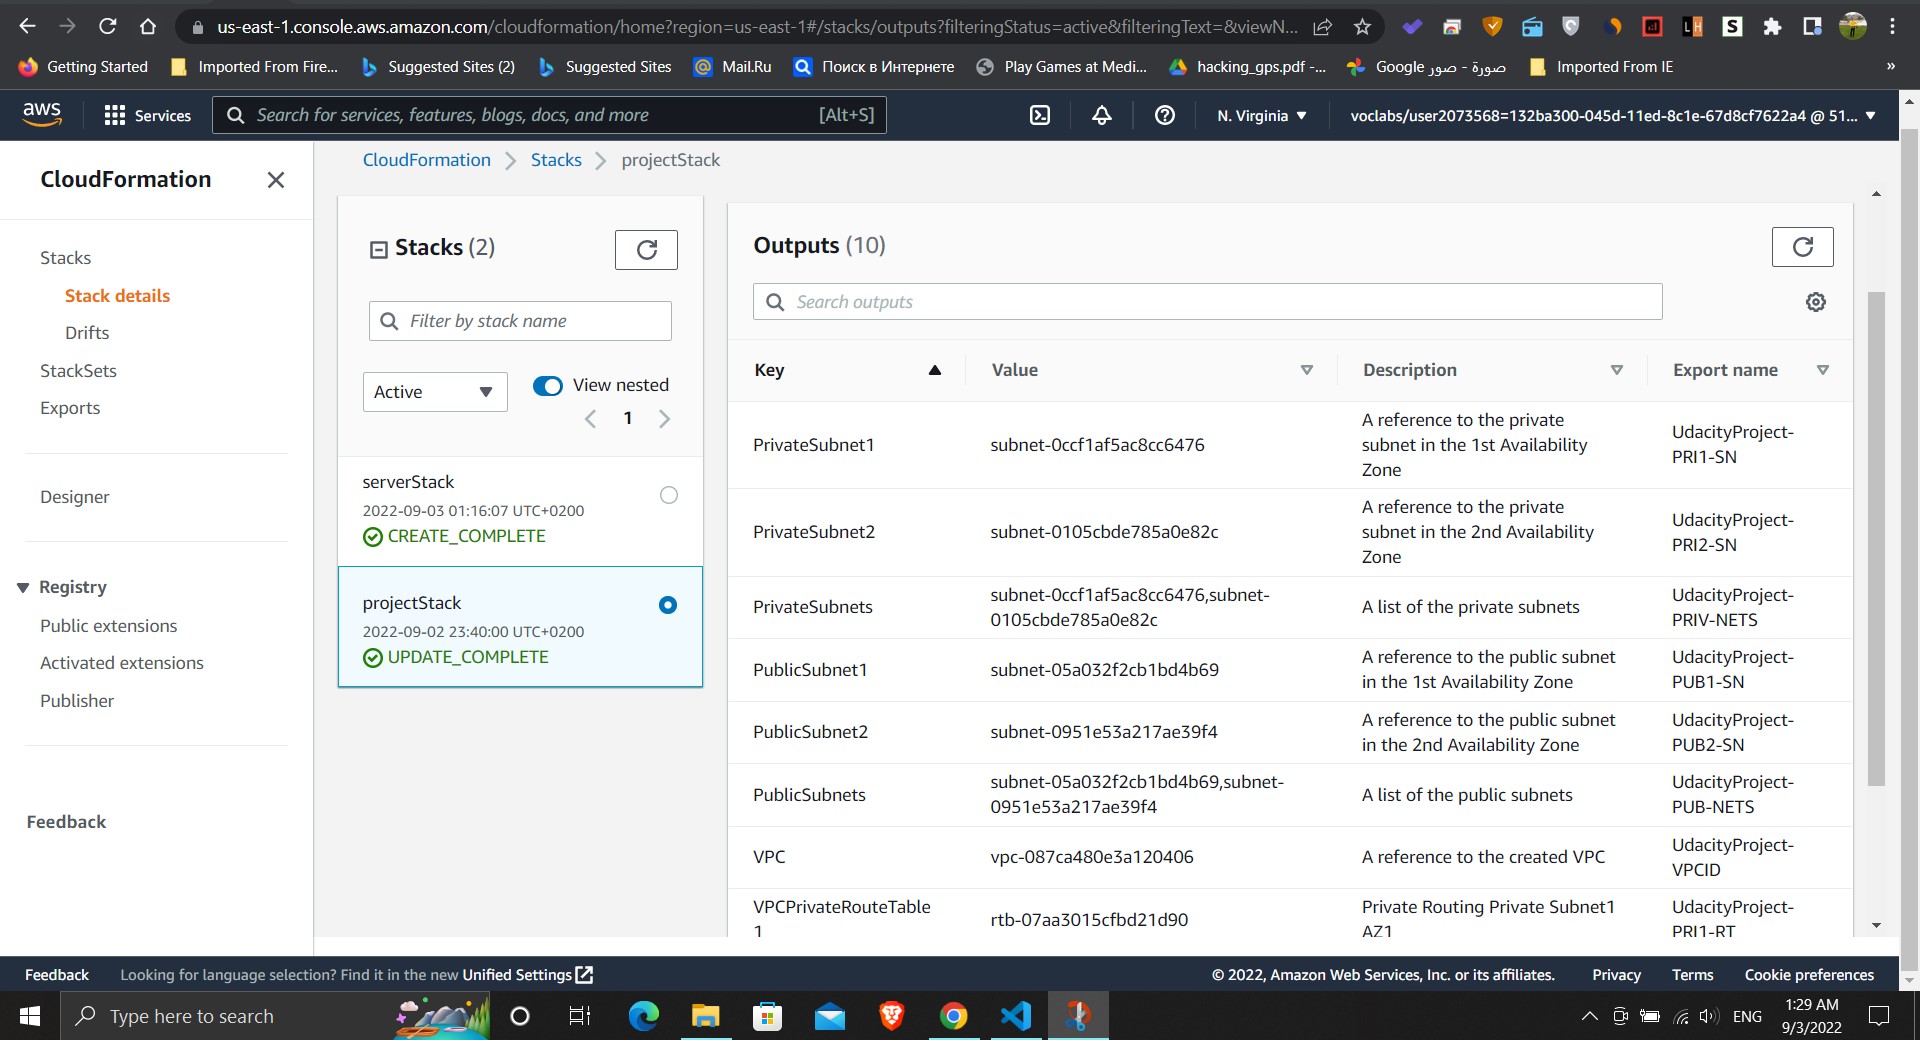 us-east-1.console.aws.amazon.com/cloudformation/home?region=us-east-1#/stacks/outputs?filteringStatus=active&filteringText=&viewN...
Getting Started
Imported From Fire...
Suggested Sites (2)
Suggested Sites
Mail.Ru
Поиск в Интернете
Play Games at Medi...
hacking_gps.pdf -...
صورة - صور Google
Imported From IE
»
aws
Services
Search for services, features, blogs, docs, and more
[Alt+S]
N. Virginia
voclabs/user2073568=132ba300-045d-11ed-8c1e-67d8cf7622a4 @ 51...
CloudFormation
Stacks
Stack details
Drifts
StackSets
Exports
Designer
Registry
Public extensions
Activated extensions
Publisher
Feedback
CloudFormation
Stacks
projectStack
Stacks (2)
Filter by stack name
Active
View nested
1
serverStack
2022-09-03 01:16:07 UTC+0200
CREATE_COMPLETE
projectStack
2022-09-02 23:40:00 UTC+0200
UPDATE_COMPLETE
Outputs (10)
Search outputs
Key
Value
Description
Export name
PrivateSubnet1
subnet-0ccf1af5ac8cc6476
A reference to the private
subnet in the 1st Availability
Zone
UdacityProject-
PRI1-SN
PrivateSubnet2
subnet-0105cbde785a0e82c
A reference to the private
subnet in the 2nd Availability
Zone
UdacityProject-
PRI2-SN
PrivateSubnets
subnet-0ccf1af5ac8cc6476,subnet-
0105cbde785a0e82c
A list of the private subnets
UdacityProject-
PRIV-NETS
PublicSubnet1
subnet-05a032f2cb1bd4b69
A reference to the public subnet
in the 1st Availability Zone
UdacityProject-
PUB1-SN
PublicSubnet2
subnet-0951e53a217ae39f4
A reference to the public subnet
in the 2nd Availability Zone
UdacityProject-
PUB2-SN
PublicSubnets
subnet-05a032f2cb1bd4b69,subnet-
0951e53a217ae39f4
A list of the public subnets
UdacityProject-
PUB-NETS
VPC
vpc-087ca480e3a120406
A reference to the created VPC
UdacityProject-
VPCID
VPCPrivateRouteTable
1
rtb-07aa3015cfbd21d90
Private Routing Private Subnet1
AZ1
UdacityProject-
PRI1-RT
Feedback
Looking for language selection? Find it in the new Unified Settings
© 2022, Amazon Web Services, Inc. or its affiliates.
Privacy
Terms
Cookie preferences
Type here to search
ENG
1:29 AM
9/3/2022